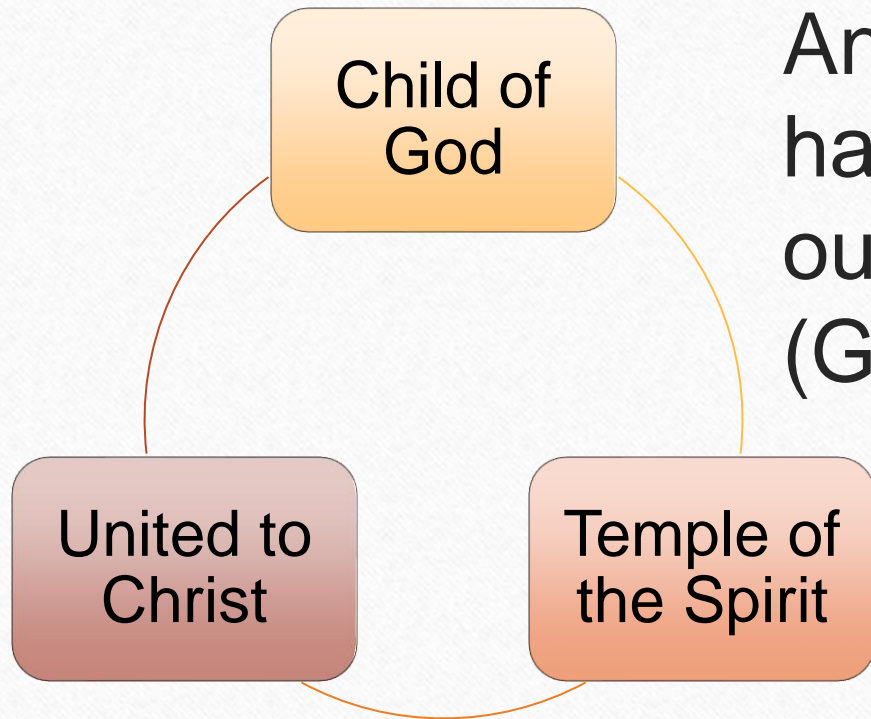 Child of
God
United to
Christ
Temple of
the Spirit